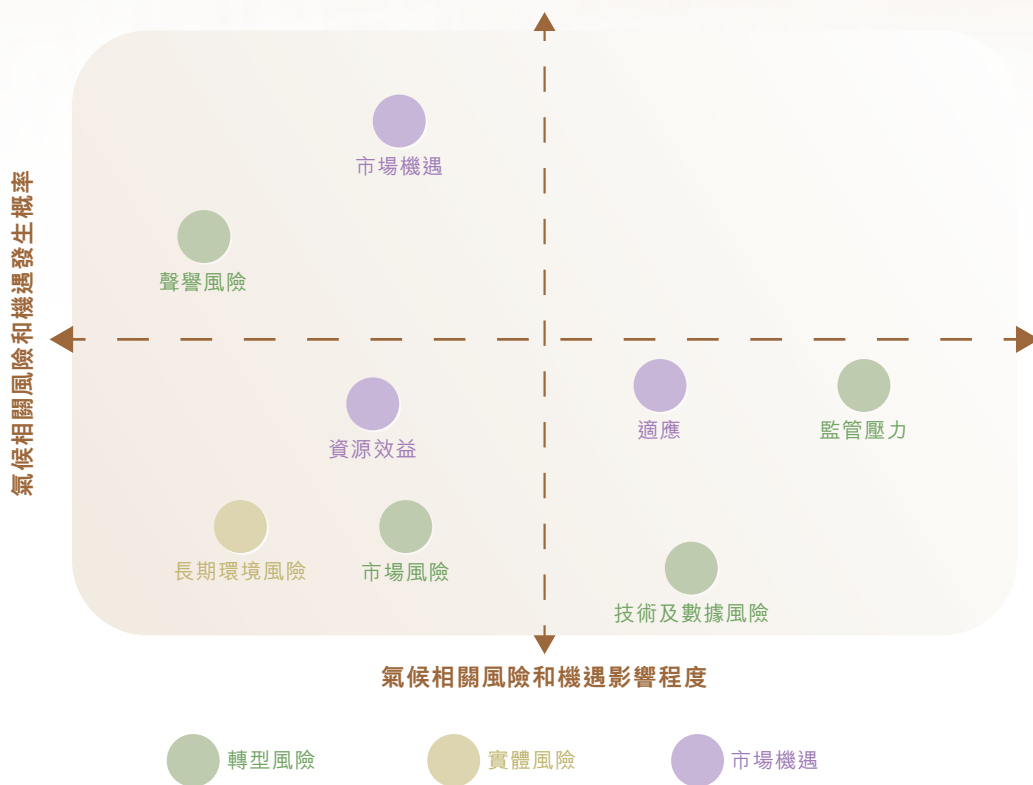 市場機遇
聲譽風險
氣候相關風險和機遇發生概率
資源效益
適應
監管壓力
長期環境風險
市場風險
技術及數據風險
氣候相關風險和機遇影響程度
轉型風險
實體風險
市場機遇